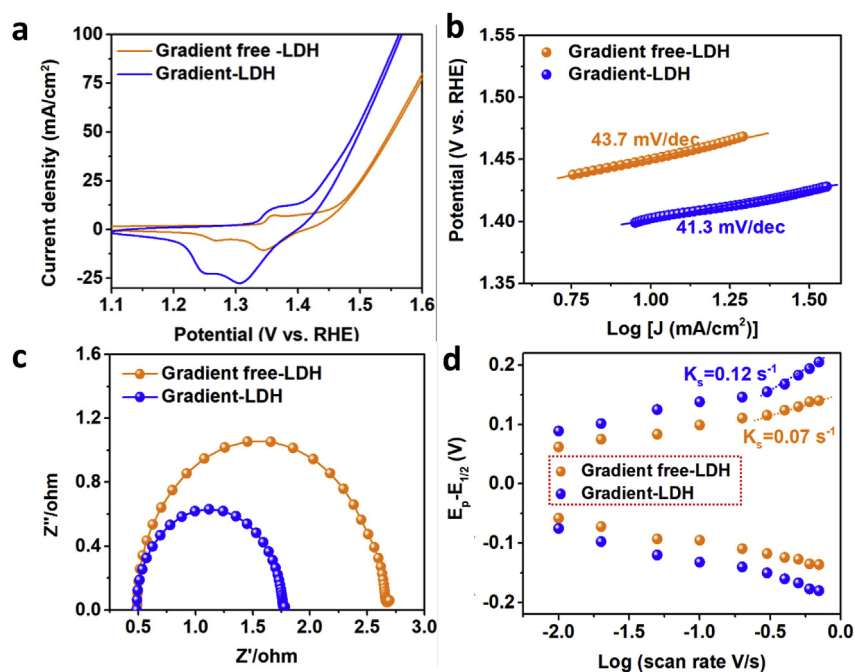 a
Gradient free -LDH
Gradient-LDH
100
75
50
25
0
-25
Current density (mA/cm²)
1.1 1.2 1.3 1.4 1.5 1.6
Potential (V vs. RHE)
b
Gradient free-LDH
Gradient-LDH
43.7 mV/dec
41.3 mV/dec
1.55
1.50
1.45
1.40
1.35
Potential (V vs. RHE)
0.75 1.00 1.25 1.50
Log [J (mA/cm²)]
c
Gradient free-LDH
Gradient-LDH
1.6
1.2
0.8
0.4
0.0
Z''/ohm
0.5 1.0 1.5 2.0 2.5 3.0
Z'/ohm
d
Kₛ=0.12 s⁻¹
Kₛ=0.07 s⁻¹
Gradient free-LDH
Gradient-LDH
0.2
0.1
0.0
-0.1
-0.2
Eₚ-E₁/₂ (V)
-2.0 -1.5 -1.0 -0.5 0.0
Log (scan rate V/s)